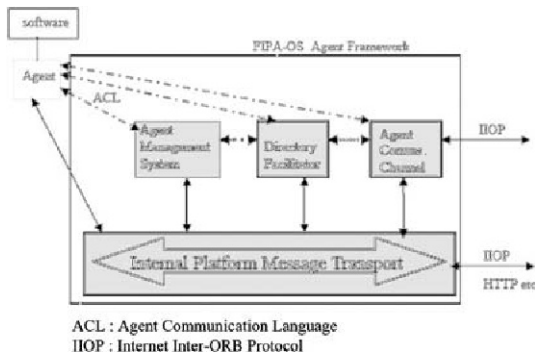 software
FIPA-OS Agent Framework
Agent
ACL
Agent
Management
System
Directory
Facilitator
Agent
Comms.
Channel
IIOP
Internal Platform Message Transport
IIOP
HTTP etc
ACL : Agent Communication Language
IIOP : Internet Inter-ORB Protocol